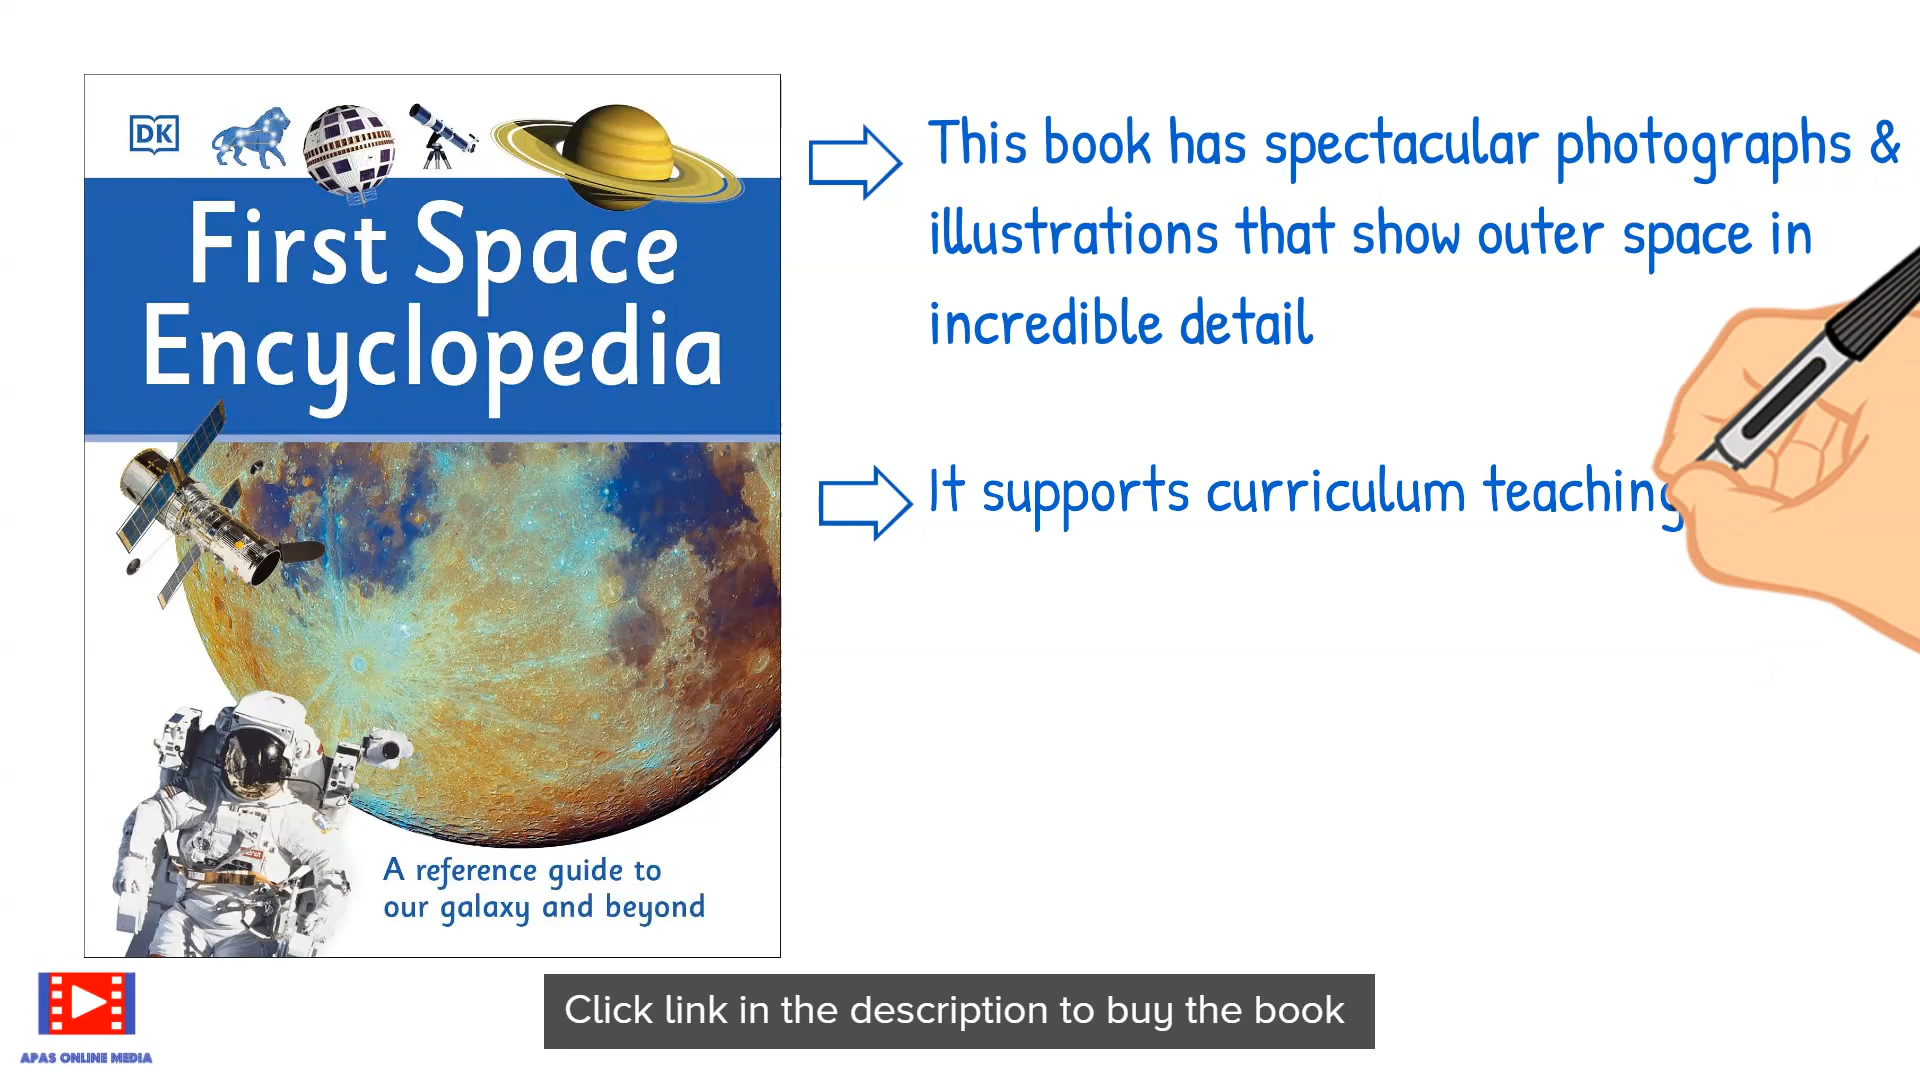 DK
First Space
Encyclopedia
A reference guide to
our galaxy and beyond
This book has spectacular photographs &
illustrations that show outer space in
incredible detail
It supports curriculum teaching
Click link in the description to buy the book
APAS ONLINE MEDIA